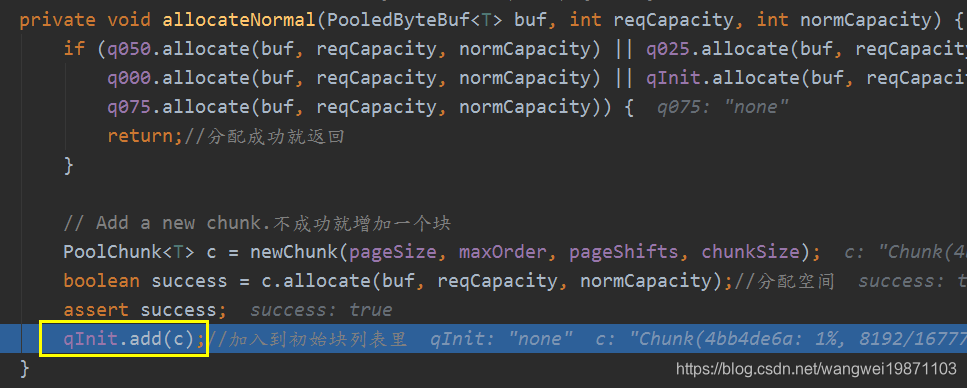 private void allocateNormal(PooledByteBuf<T> buf, int reqCapacity, int normCapacity) {
if (q050.allocate(buf, reqCapacity, normCapacity) || q025.allocate(buf, reqCapacity,
q000.allocate(buf, reqCapacity, normCapacity) || qInit.allocate(buf, reqCapac
q075.allocate(buf, reqCapacity, normCapacity)) { q075: "none"
return;//分配成功就返回
}
// Add a new chunk.不成功就增加一个块
PoolChunk<T> c = newChunk(pageSize, maxOrder, pageShifts, chunkSize); c: "Chunk(4b
boolean success = c.allocate(buf, reqCapacity, normCapacity);//分配空间 success: t
assert success; success: true
qInit.add(c);//加入到初始块列表里 qInit: "none" c: "Chunk(4bb4de6a: 1%, 8192/16777
}
https://blog.csdn.net/wangwei19871103